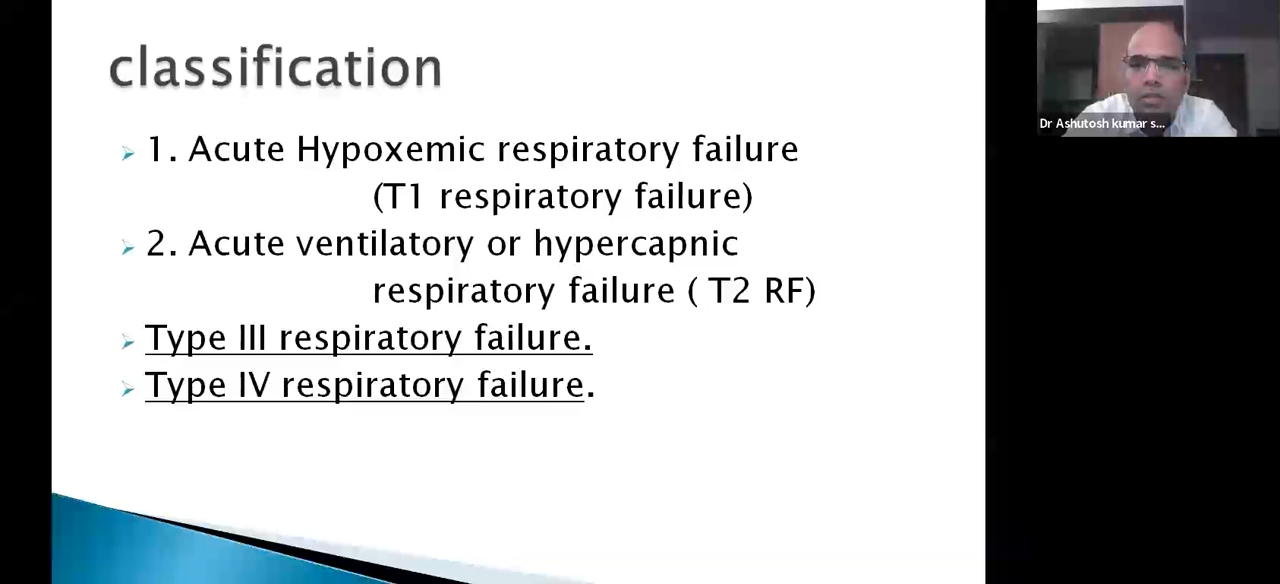 classification
1. Acute Hypoxemic respiratory failure
(T1 respiratory failure)
2. Acute ventilatory or hypercapnic
respiratory failure ( T2 RF)
Type III respiratory failure.
Type IV respiratory failure.
Dr Ashutosh kumar s...